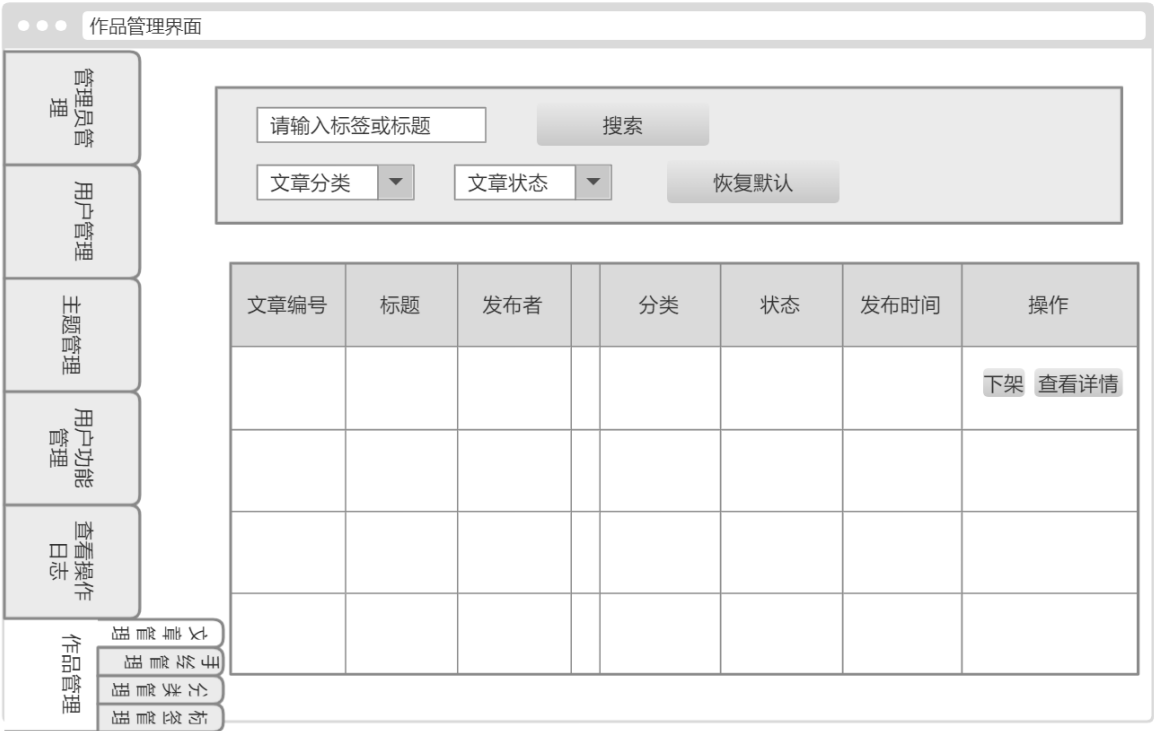 作品管理界面
管理员管
理
用户管理
主题管理
用户功能
管理
查看操作
日志
作品管理
文章管理
手绘管理
分类管理
标签管理
请输入标签或标题
搜索
文章分类
文章状态
恢复默认
文章编号 标题 发布者 分类 状态 发布时间 操作
下架 查看详情